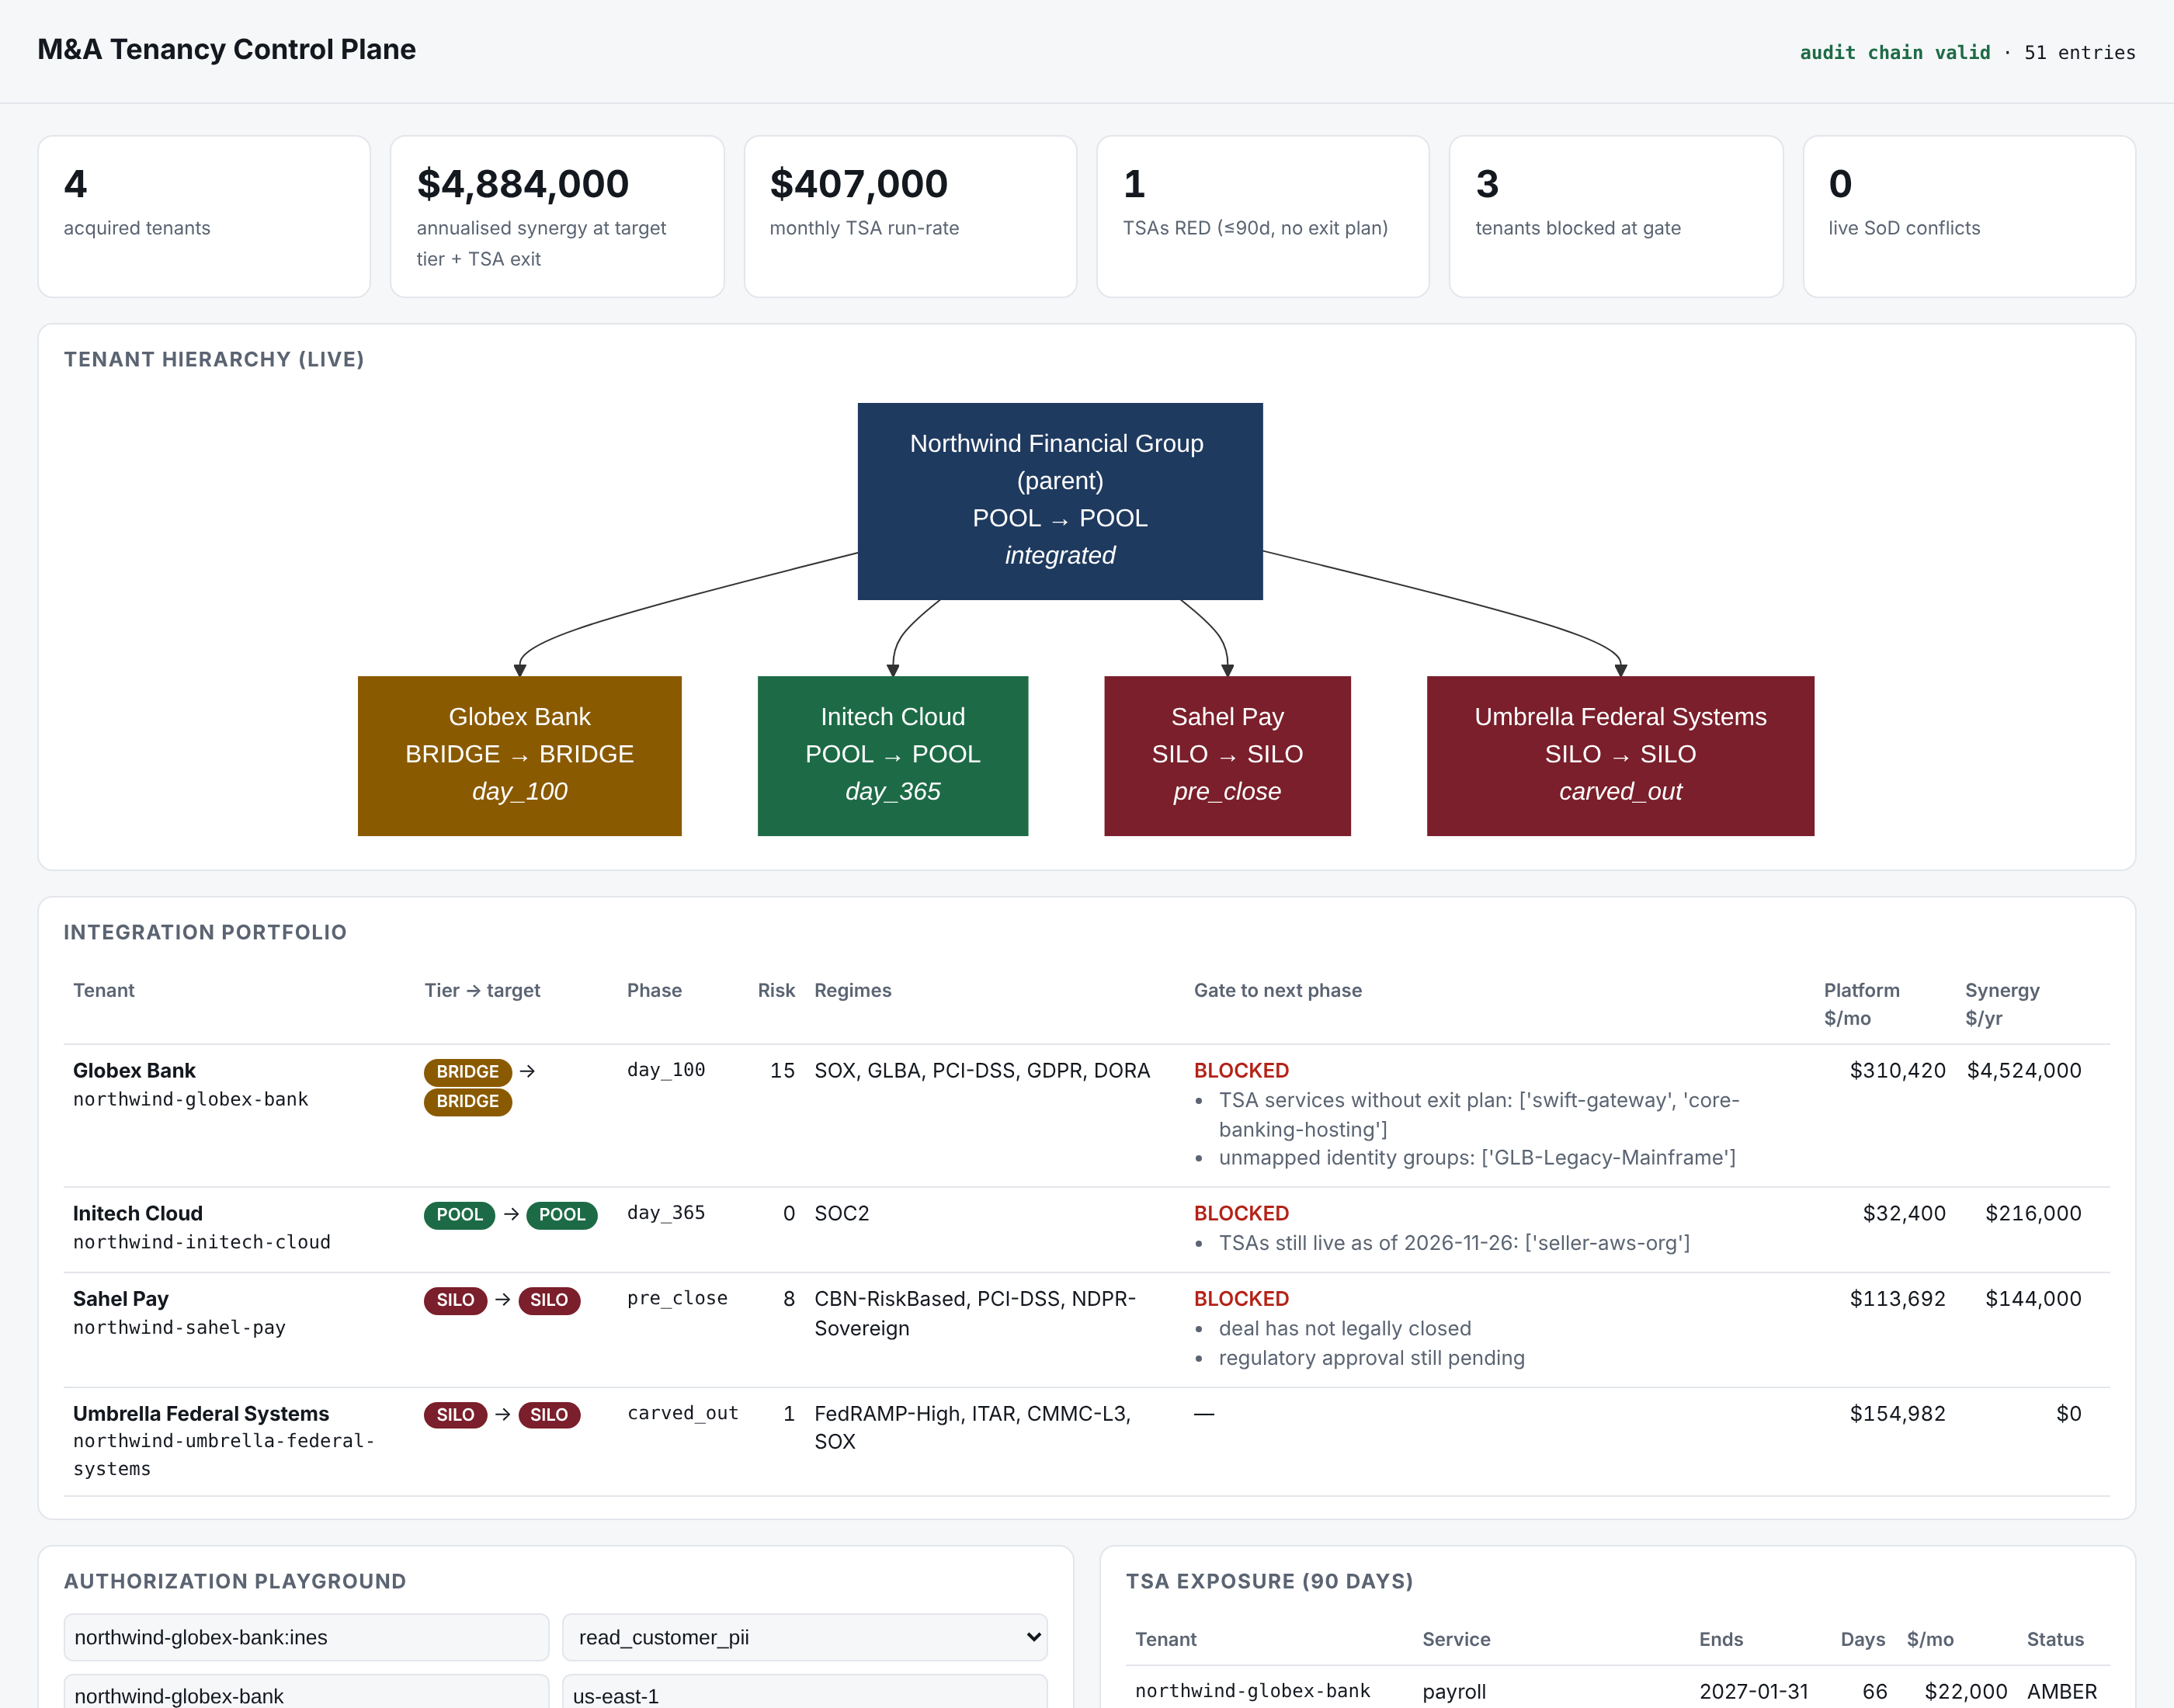 M&A Tenancy Control Plane
audit chain valid · 51 entries
4
acquired tenants
$4,884,000
annualised synergy at target
tier + TSA exit
$407,000
monthly TSA run-rate
1
TSAs RED (≤90d, no exit plan)
3
tenants blocked at gate
0
live SoD conflicts
TENANT HIERARCHY (LIVE)
Northwind Financial Group
(parent)
POOL → POOL
integrated
Globex Bank
BRIDGE → BRIDGE
day_100
Initech Cloud
POOL → POOL
day_365
Sahel Pay
SILO → SILO
pre_close
Umbrella Federal Systems
SILO → SILO
carved_out
INTEGRATION PORTFOLIO
Tenant Tier → target Phase Risk Regimes Gate to next phase Platform $/mo Synergy $/yr
Globex Bank BRIDGE → day_100 15 SOX, GLBA, PCI-DSS, GDPR, DORA BLOCKED $310,420 $4,524,000
northwind-globex-bank BRIDGE • TSA services without exit plan: ['swift-gateway', 'core-
banking-hosting']
• unmapped identity groups: ['GLB-Legacy-Mainframe']
Initech Cloud POOL → POOL day_365 0 SOC2 BLOCKED $32,400 $216,000
northwind-initech-cloud • TSAs still live as of 2026-11-26: ['seller-aws-org']
Sahel Pay SILO → SILO pre_close 8 CBN-RiskBased, PCI-DSS, NDPR- BLOCKED $113,692 $144,000
northwind-sahel-pay Sovereign • deal has not legally closed
• regulatory approval still pending
Umbrella Federal Systems SILO → SILO carved_out 1 FedRAMP-High, ITAR, CMMC-L3, — $154,982 $0
northwind-umbrella-federal- SOX
systems
AUTHORIZATION PLAYGROUND
northwind-globex-bank:ines read_customer_pii
northwind-globex-bank us-east-1
TSA EXPOSURE (90 DAYS)
Tenant Service Ends Days $/mo Status
northwind-globex-bank payroll 2027-01-31 66 $22,000 AMBER